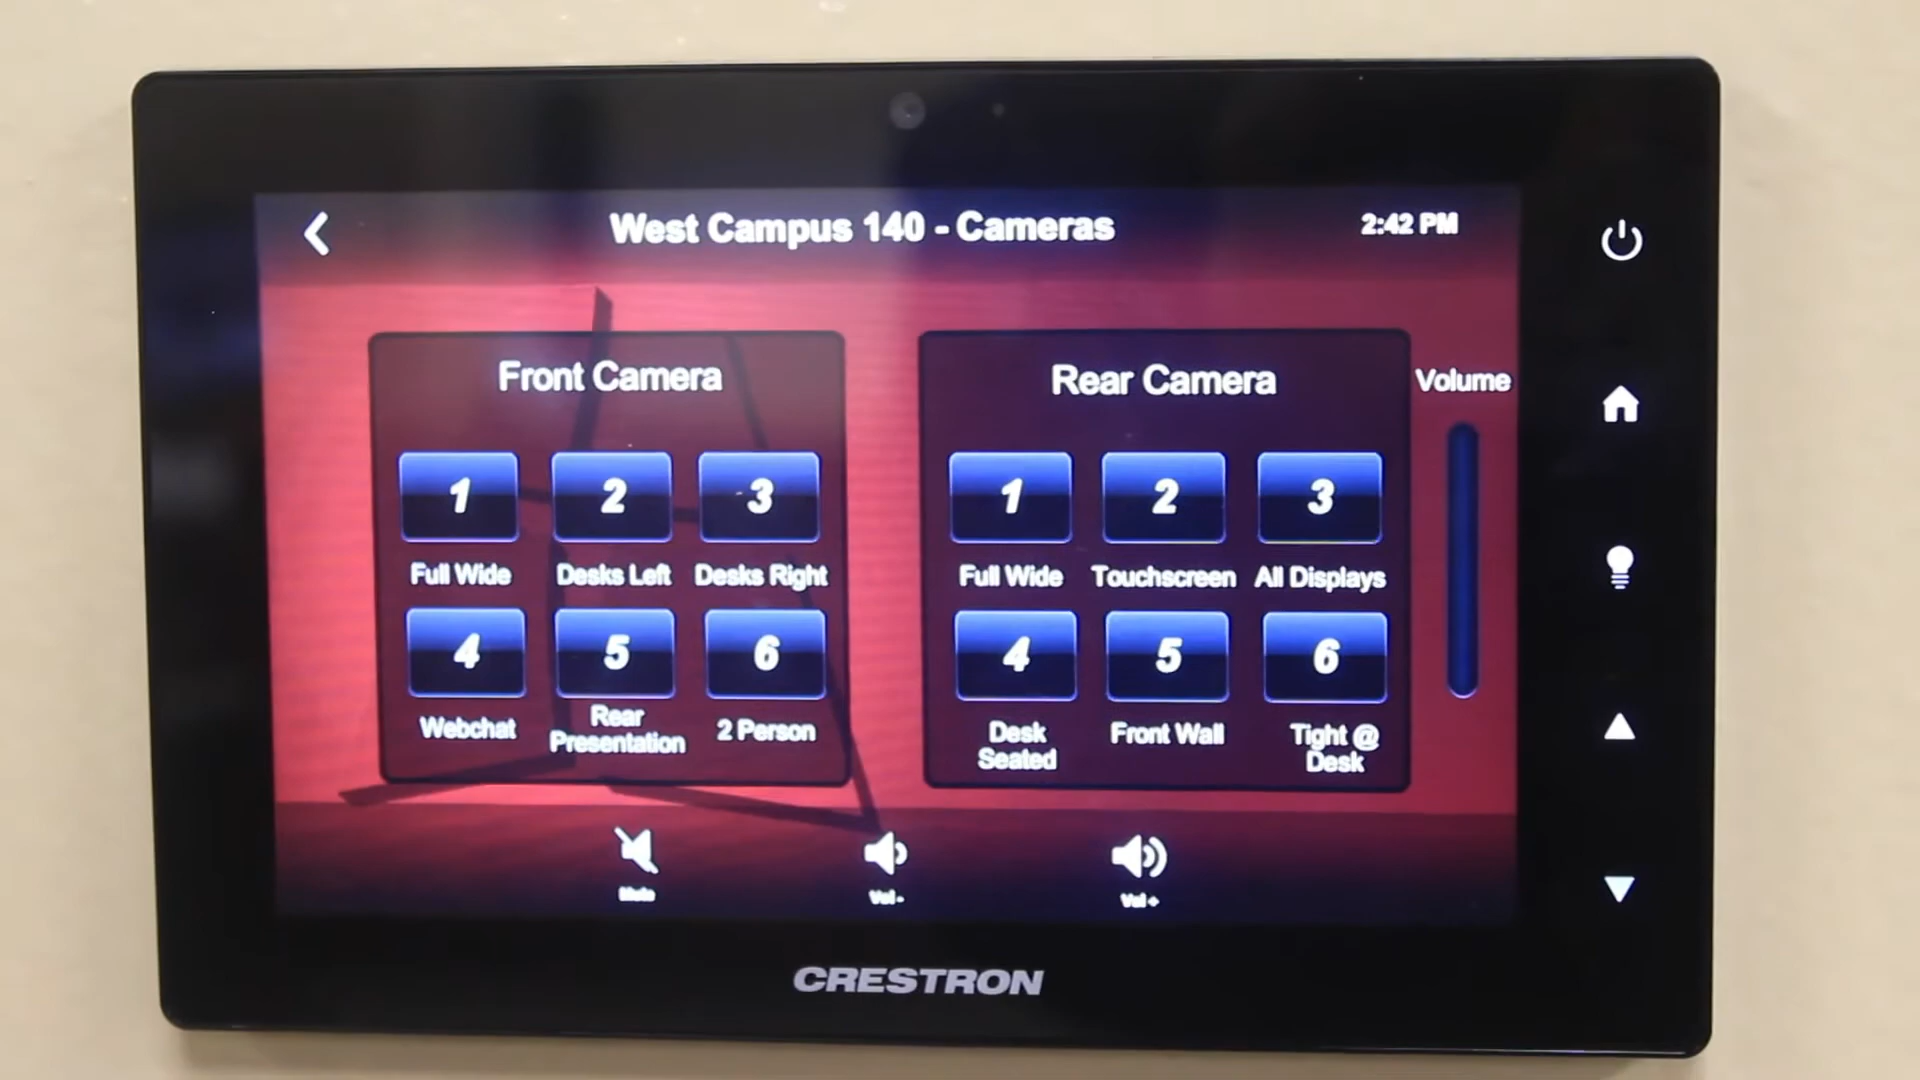 West Campus 140 - Cameras
2:42 PM
Front Camera
1 2 3
Full Wide Desks Left Desks Right
4 5 6
Webchat Rear Presentation 2 Person
Rear Camera
1 2 3
Full Wide Touchscreen All Displays
4 5 6
Desk Seated Front Wall Tight @ Desk
Volume
Mute Vol - Vol +
CRESTRON